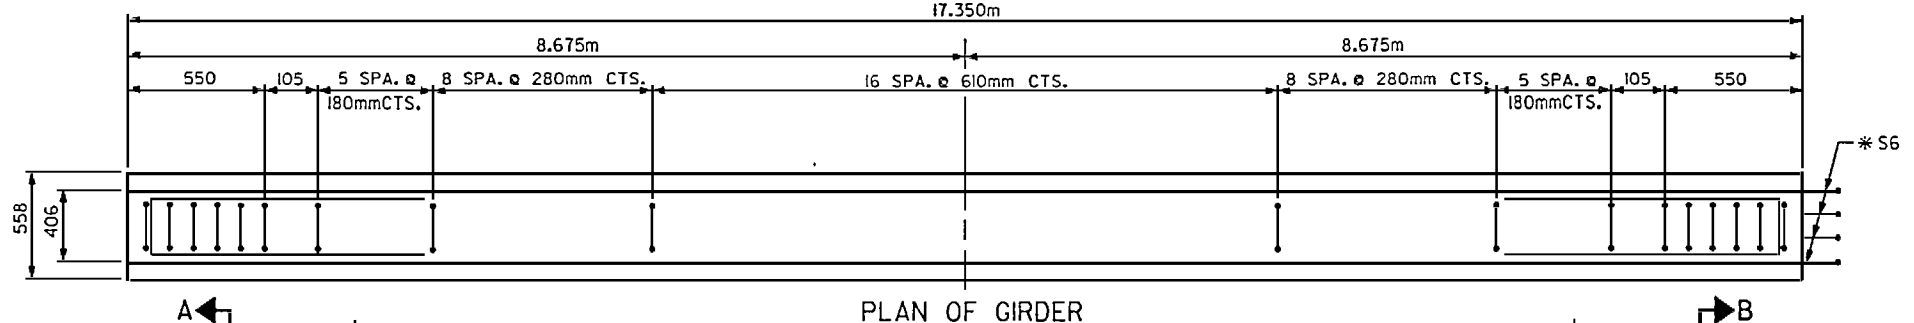 17.350m
8.675m 8.675m
550 105 5 SPA. @ 8 SPA. @ 280mm CTS. 16 SPA. @ 610mm CTS. 8 SPA. @ 280mm CTS. 5 SPA. @ 105 550
180mmCTS. 180mmCTS.
* S6
558
406
A PLAN OF GIRDER B